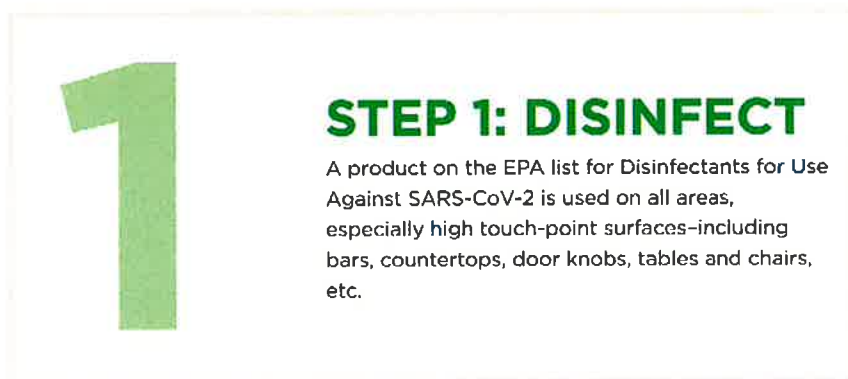 1
STEP 1: DISINFECT
A product on the EPA list for Disinfectants for Use
Against SARS-CoV-2 is used on all areas,
especially high touch-point surfaces–including
bars, countertops, door knobs, tables and chairs,
etc.